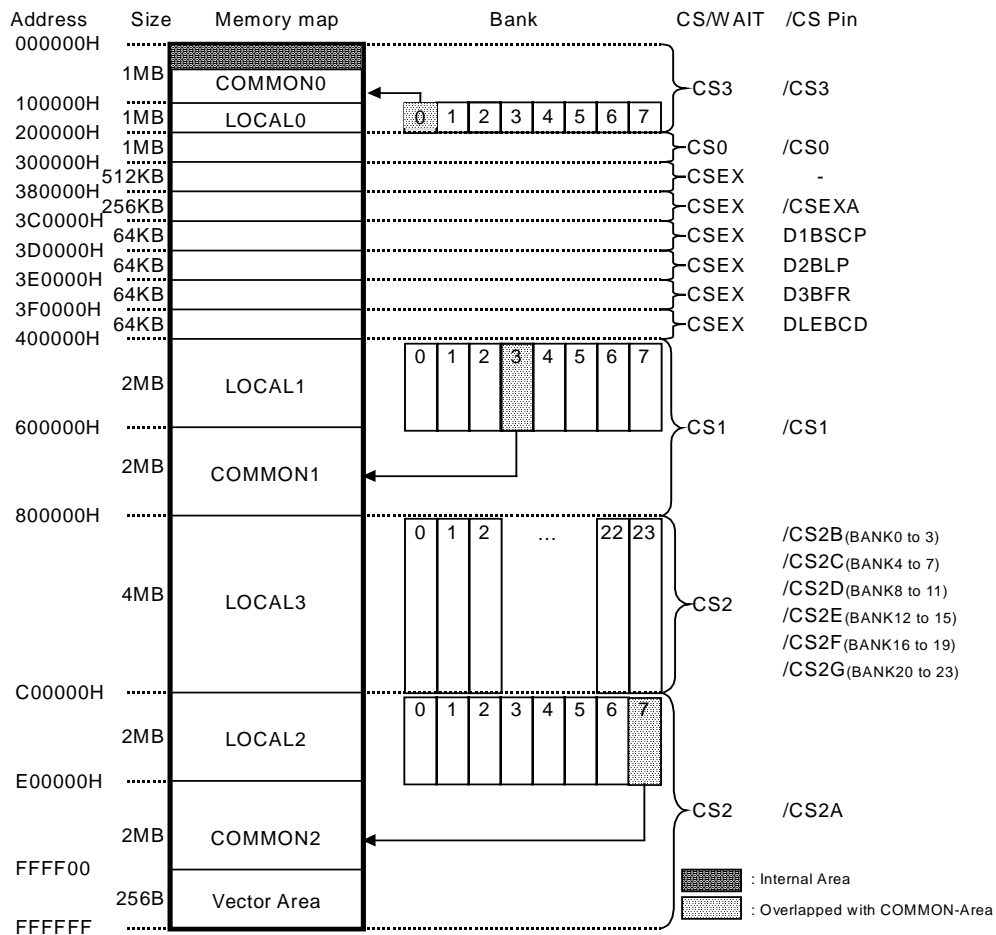 Address Size Memory map Bank CS/WAIT /CS Pin
000000H
1MB COMMON0 CS3 /CS3
100000H
1MB LOCAL0 0 1 2 3 4 5 6 7
200000H
1MB CS0 /CS0
300000H
512KB CSEX -
380000H
256KB CSEX /CSEXA
3C0000H
64KB CSEX D1BSCP
3D0000H
64KB CSEX D2BLP
3E0000H
64KB CSEX D3BFR
3F0000H
64KB CSEX DLEBCD
400000H
0 1 2 3 4 5 6 7
2MB LOCAL1
600000H CS1 /CS1
2MB COMMON1
800000H
0 1 2 ... 22 23 /CS2B(BANK0 to 3)
/CS2C(BANK4 to 7)
4MB LOCAL3 CS2 /CS2D(BANK8 to 11)
/CS2E(BANK12 to 15)
/CS2F(BANK16 to 19)
/CS2G(BANK20 to 23)
C00000H
0 1 2 3 4 5 6 7
2MB LOCAL2
E00000H
CS2 /CS2A
2MB COMMON2
FFFF00
: Internal Area
256B Vector Area
: Overlapped with COMMON-Area
FFFFFF